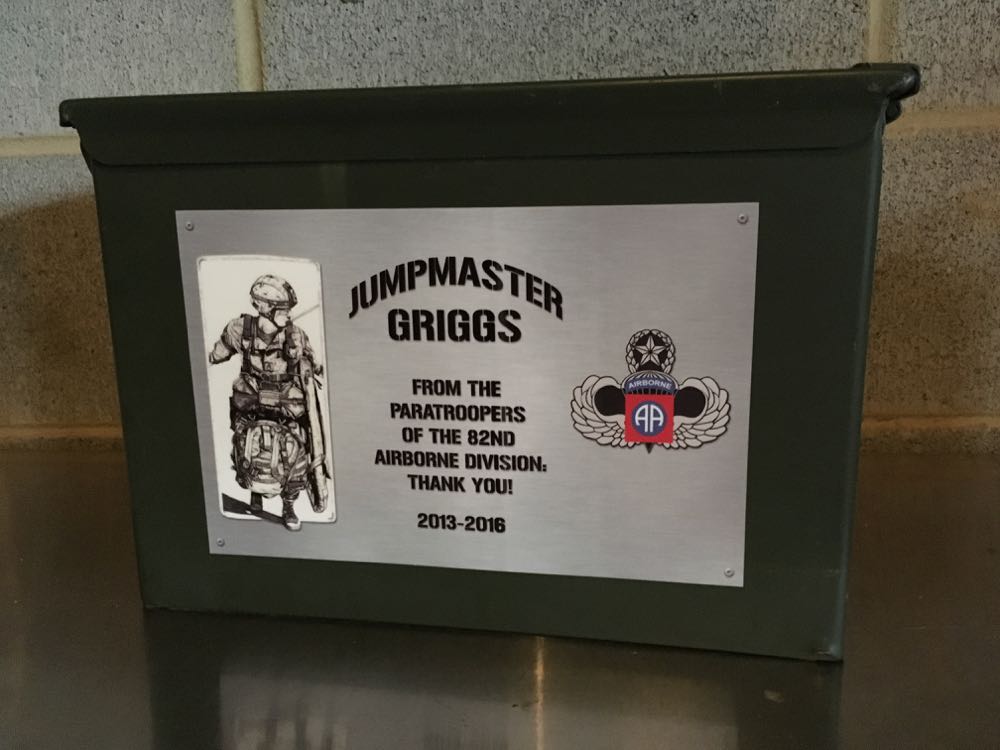 JUMPMASTER
GRIGGS
FROM THE
PARATROOPERS
OF THE 82ND
AIRBORNE DIVISION:
THANK YOU!
2013-2016
AIRBORNE
AA